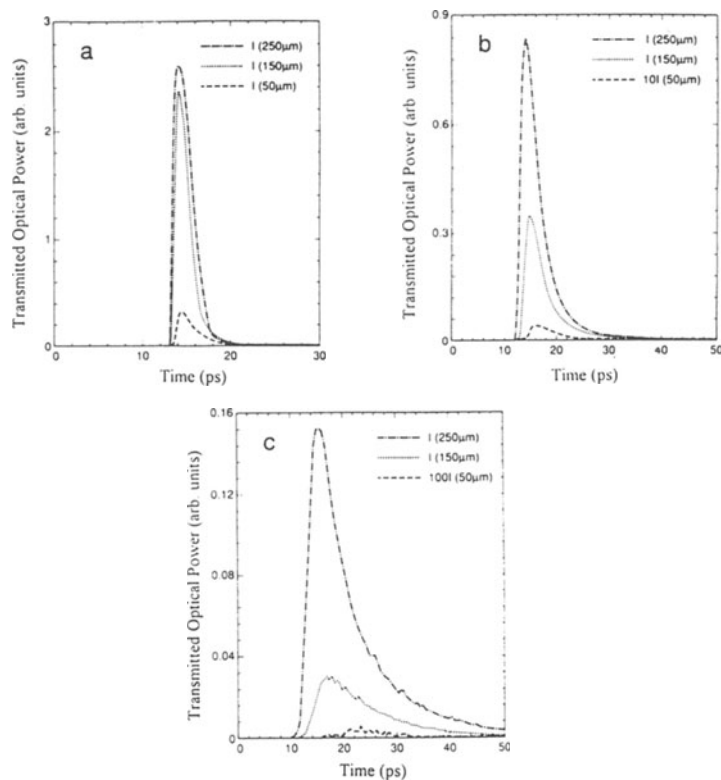 a
I (250μm)
I (150μm)
I (50μm)
Transmitted Optical Power (arb. units)
3
2
1
0
0
10
20
30
Time (ps)
b
I (250μm)
I (150μm)
10I (50μm)
Transmitted Optical Power (arb. units)
0.9
0.6
0.3
0
0
10
20
30
40
50
Time (ps)
c
I (250μm)
I (150μm)
100I (50μm)
Transmitted Optical Power (arb. units)
0.16
0.12
0.08
0.04
0
0
10
20
30
40
50
Time (ps)